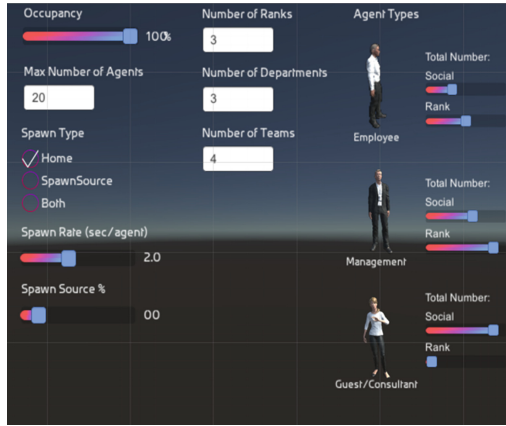 Occupancy
100%
Max Number of Agents
20
Spawn Type
Home
SpawnSource
Both
Spawn Rate (sec/agent)
2.0
Spawn Source %
00
Number of Ranks
3
Number of Departments
3
Number of Teams
4
Agent Types
Employee
Total Number:
Social
Rank
Management
Total Number:
Social
Rank
Guest/Consultant
Total Number:
Social
Rank